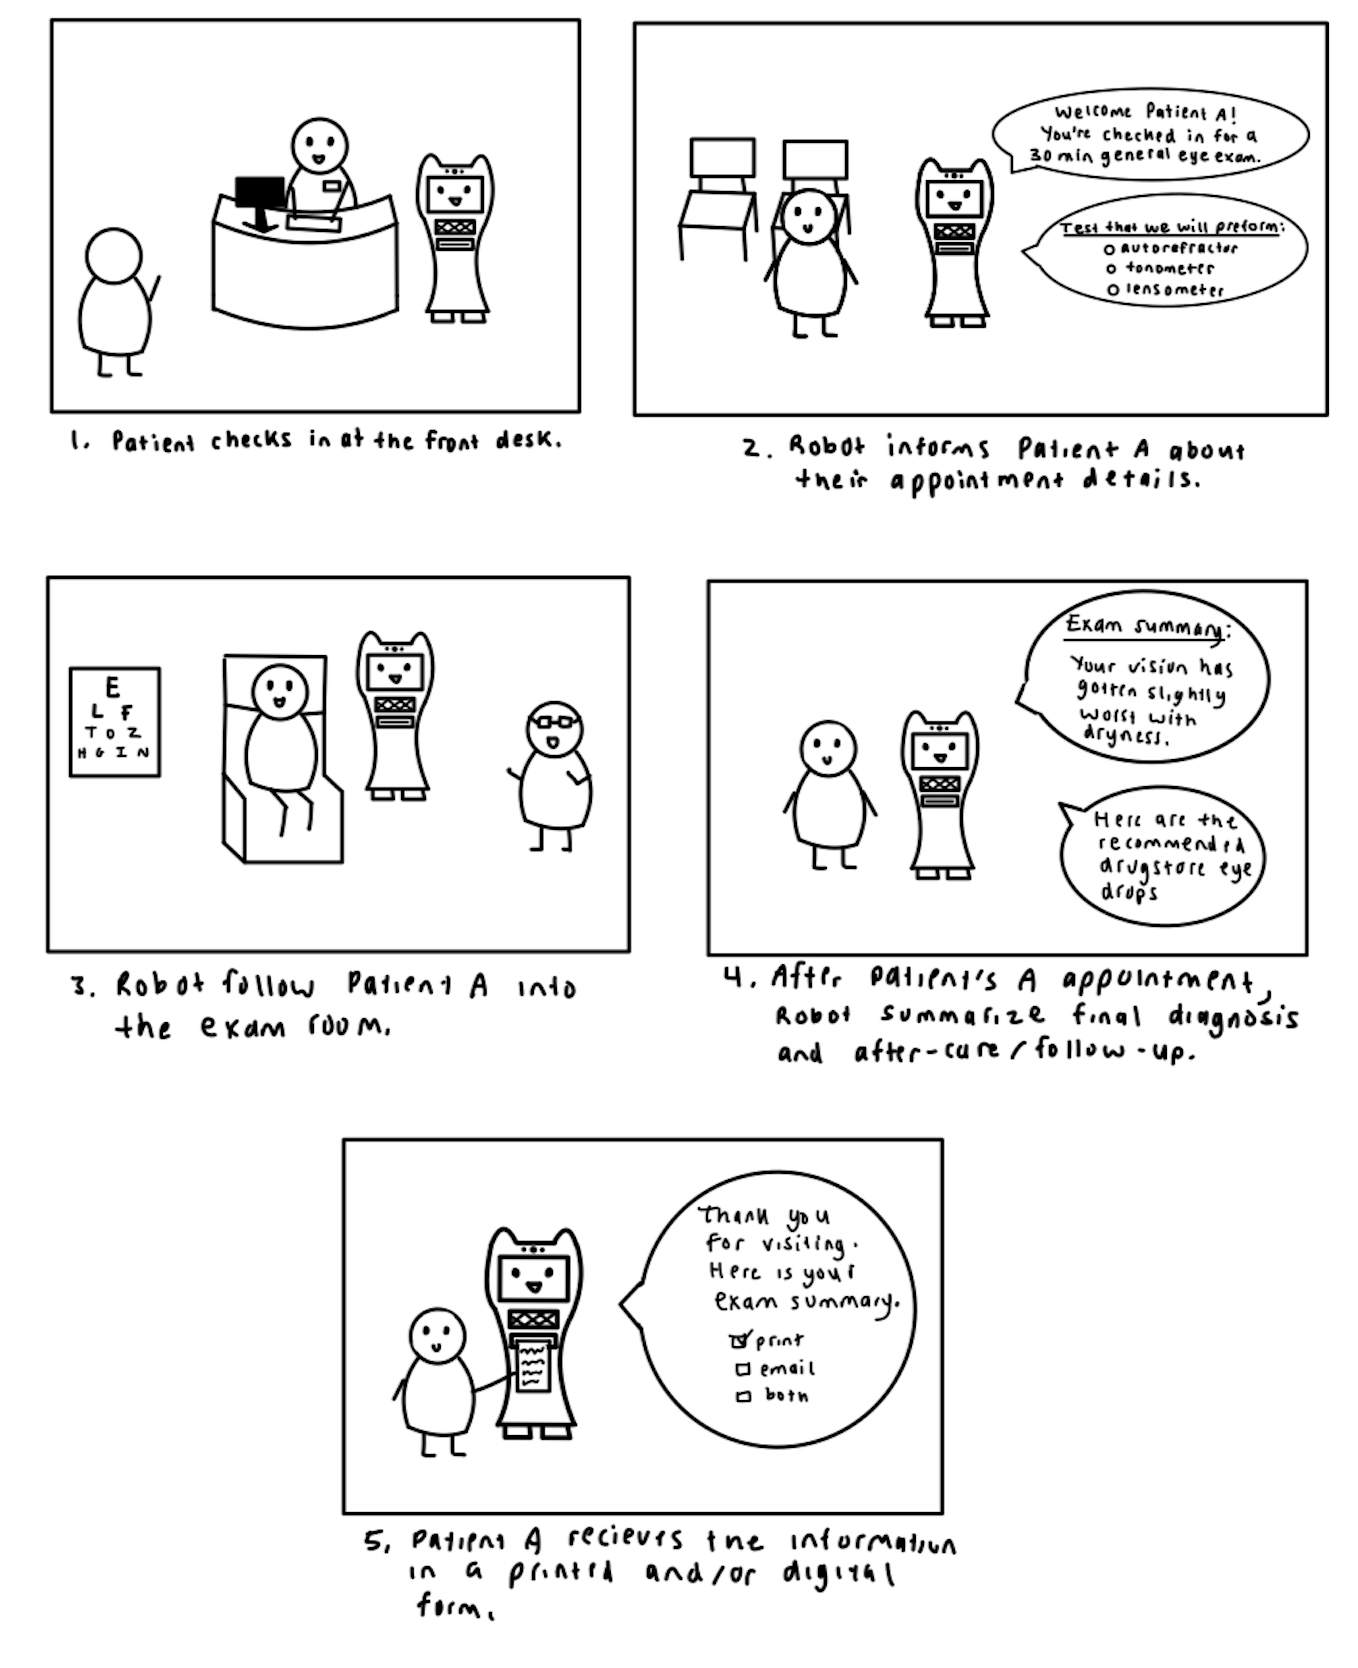 1. Patient checks in at the front desk.
Welcome Patient A!
You're checked in for a
30 min general eye exam.
Test that we will preform:
autorefractor
tonometer
lensometer
2. Robot informs Patient A about
their appointment details.
E
L F
T O Z
H G I N
3. Robot follow Patient A into
the exam room.
Exam summary:
Your vision has
gotten slightly
worst with
dryness.
Here are the
recommended
drugstore eye
drops
4. After patient's A appointment,
Robot summarize final diagnosis
and after-care/follow-up.
Thank you
for visiting.
Here is your
exam summary.
print
email
both
5. Patient A recieves the information
in a printed and/or digital
form.